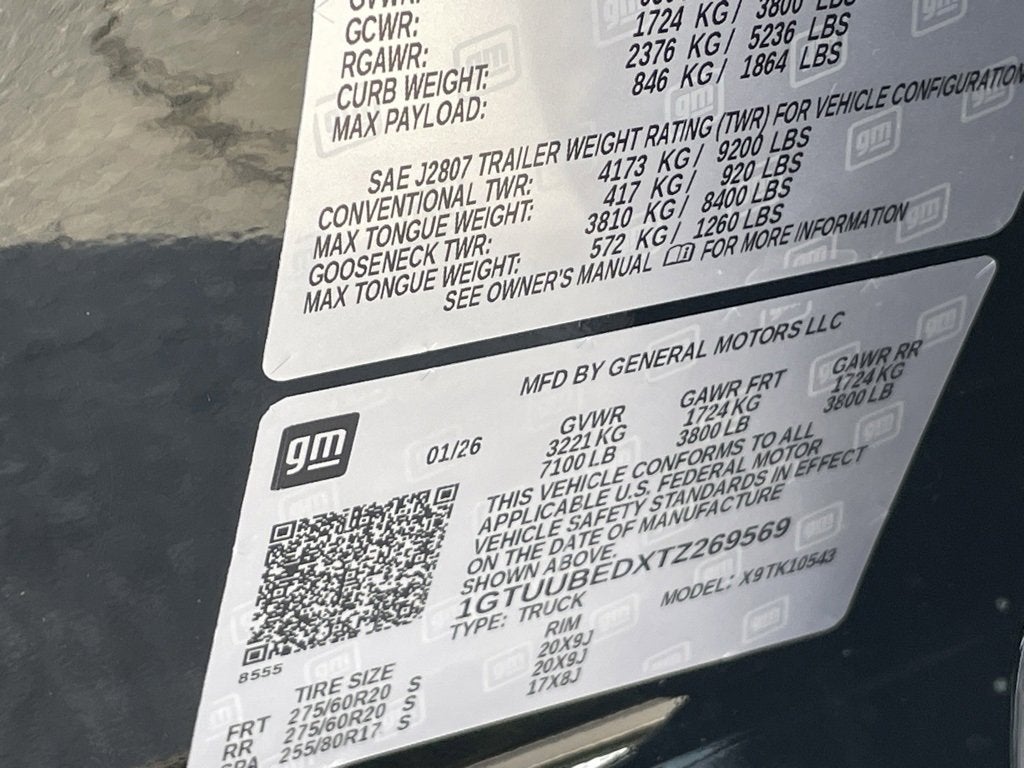 GVWR:
GCWR: 1724 KG/ 3800 LBS
RGAWR: 2376 KG/ 5236 LBS
CURB WEIGHT: 846 KG/ 1864 LBS
MAX PAYLOAD:
SAE J2807 TRAILER WEIGHT RATING (TWR) FOR VEHICLE CONFIGURATION
CONVENTIONAL TWR: 4173 KG/ 9200 LBS
MAX TONGUE WEIGHT: 417 KG/ 920 LBS
GOOSENECK TWR: 3810 KG/ 8400 LBS
MAX TONGUE WEIGHT: 572 KG/ 1260 LBS
SEE OWNER'S MANUAL FOR MORE INFORMATION
MFD BY GENERAL MOTORS LLC
gm
01/26
GVWR GAWR FRT GAWR RR
3221 KG 1724 KG 1724 KG
7100 LB 3800 LB 3800 LB
THIS VEHICLE CONFORMS TO ALL
APPLICABLE U.S. FEDERAL MOTOR
VEHICLE SAFETY STANDARDS IN EFFECT
ON THE DATE OF MANUFACTURE
SHOWN ABOVE.
1GTUUBEDXTZ269569
TYPE: TRUCK MODEL: X9 TK10543
8555
TIRE SIZE RIM
FRT 275/60R20 S 20X9J
RR 275/60R20 S 20X9J
SPA 255/80R17 S 17X8J